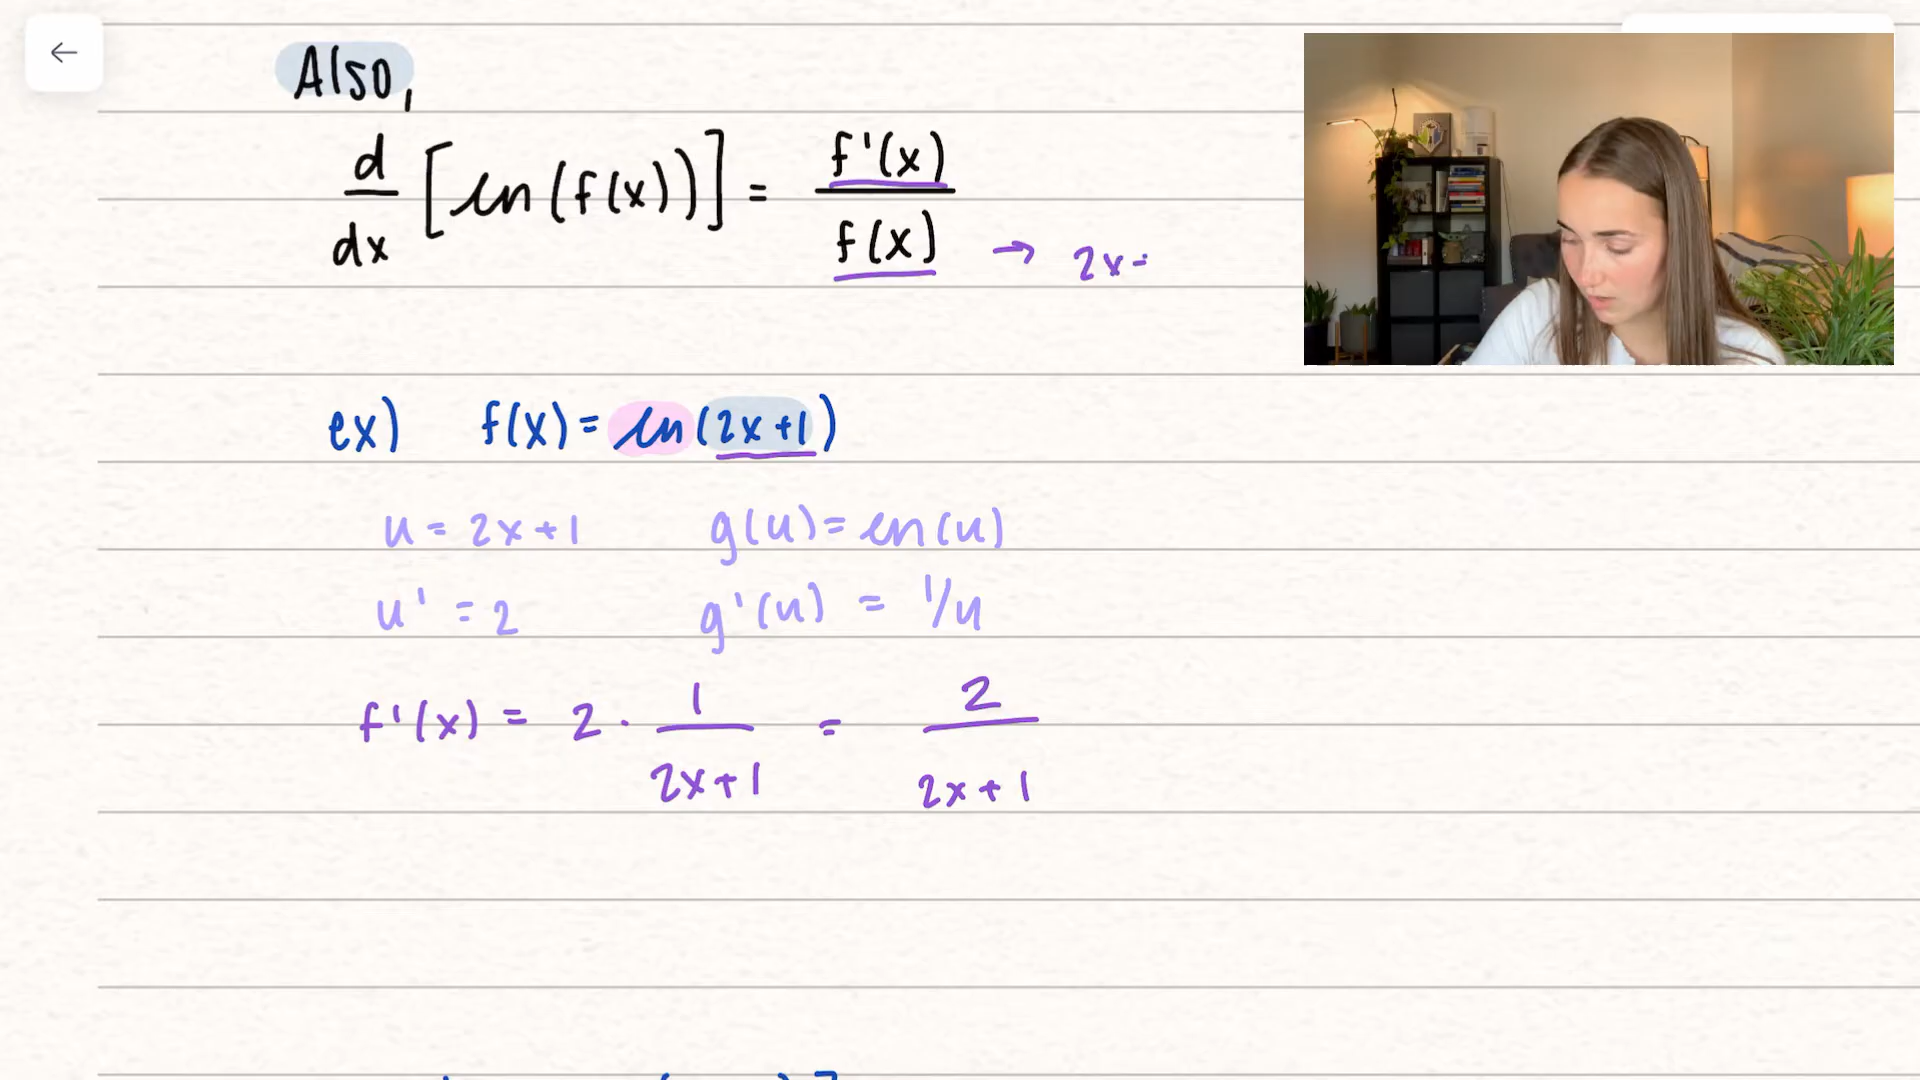 Also,
d/dx [ln(f(x))] = f'(x)/f(x) → 2x -
ex) f(x) = ln(2x+1)
u = 2x+1 g(u) = ln(u)
u' = 2 g'(u) = 1/u
f'(x) = 2 · 1/2x+1 = 2/2x+1